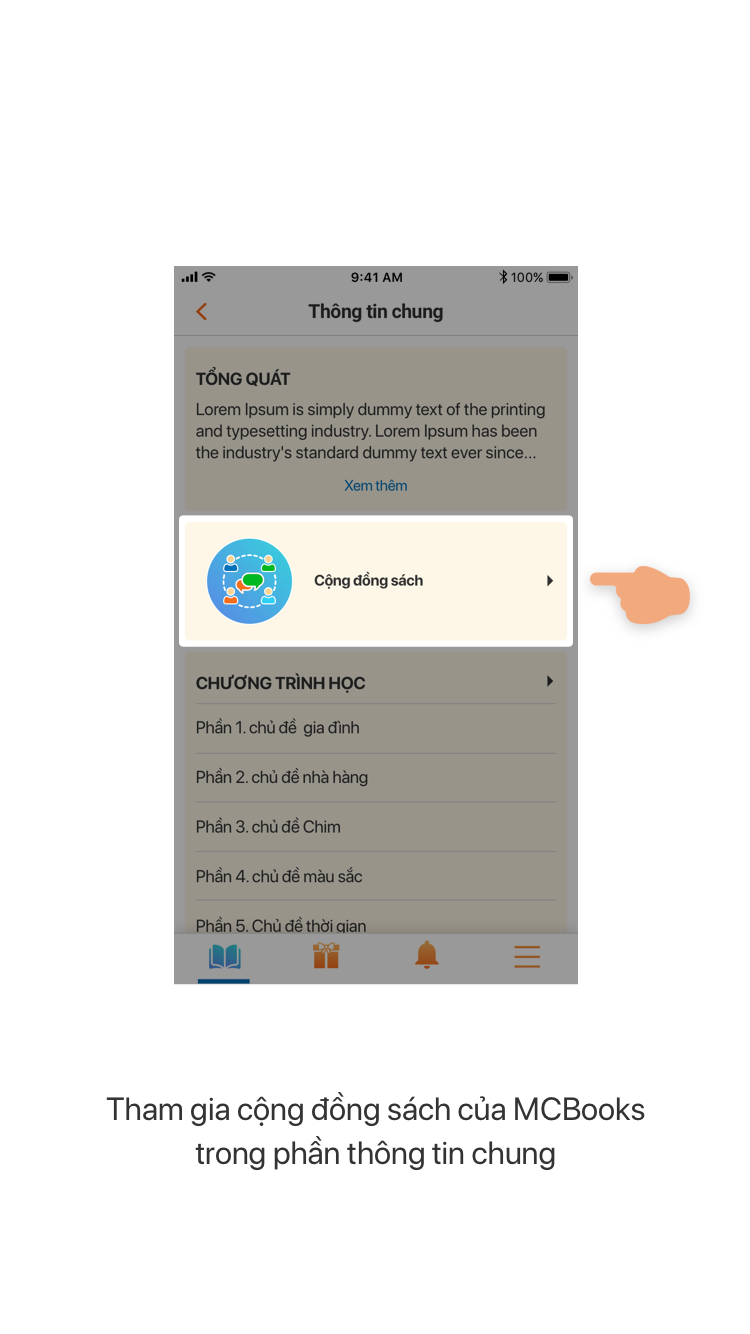 9:41 AM
100%
Thông tin chung
TỔNG QUÁT
Lorem Ipsum is simply dummy text of the printing
and typesetting industry. Lorem Ipsum has been
the industry's standard dummy text ever since...
Xem thêm
Cộng đồng sách
CHƯƠNG TRÌNH HỌC
Phần 1. chủ đề  gia đình
Phần 2. chủ đề nhà hàng
Phần 3. chủ đề Chim
Phần 4. chủ đề màu sắc
Phần 5. Chủ đề thời gian
Tham gia cộng đồng sách của MCBooks
trong phần thông tin chung